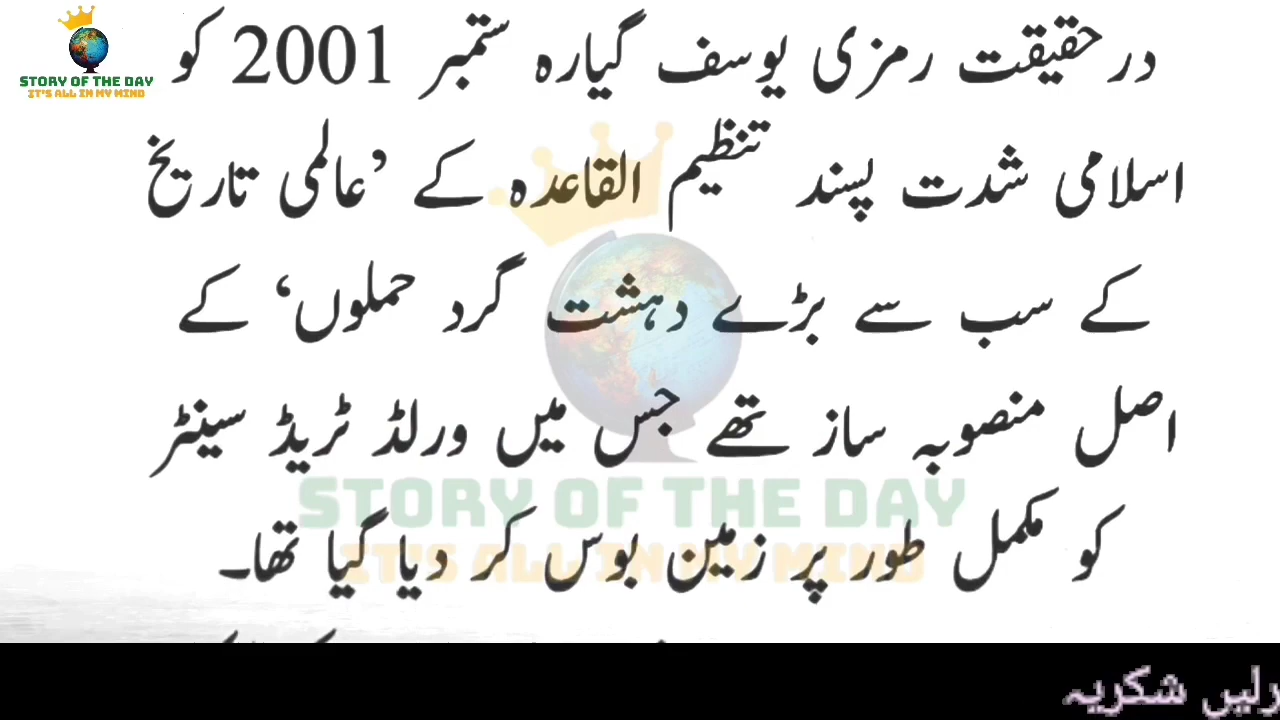 STORY OF THE DAY
IT'S ALL IN MY MIND
در حقیقت رمزی یوسف گیارہ ستمبر 2001 کو
اسلامی شدت پسند تنظیم القاعدہ کے ’عالمی تاریخ
کے سب سے بڑے دہشت گرد حملوں‘ کے
اصل منصوبہ ساز تھے جس میں ورلڈ ٹریڈ سینٹر
کو مکمل طور پر زمین بوس کر دیا گیا تھا۔
STORY OF THE DAY
IT'S ALL IN MY MIND
شکریہ